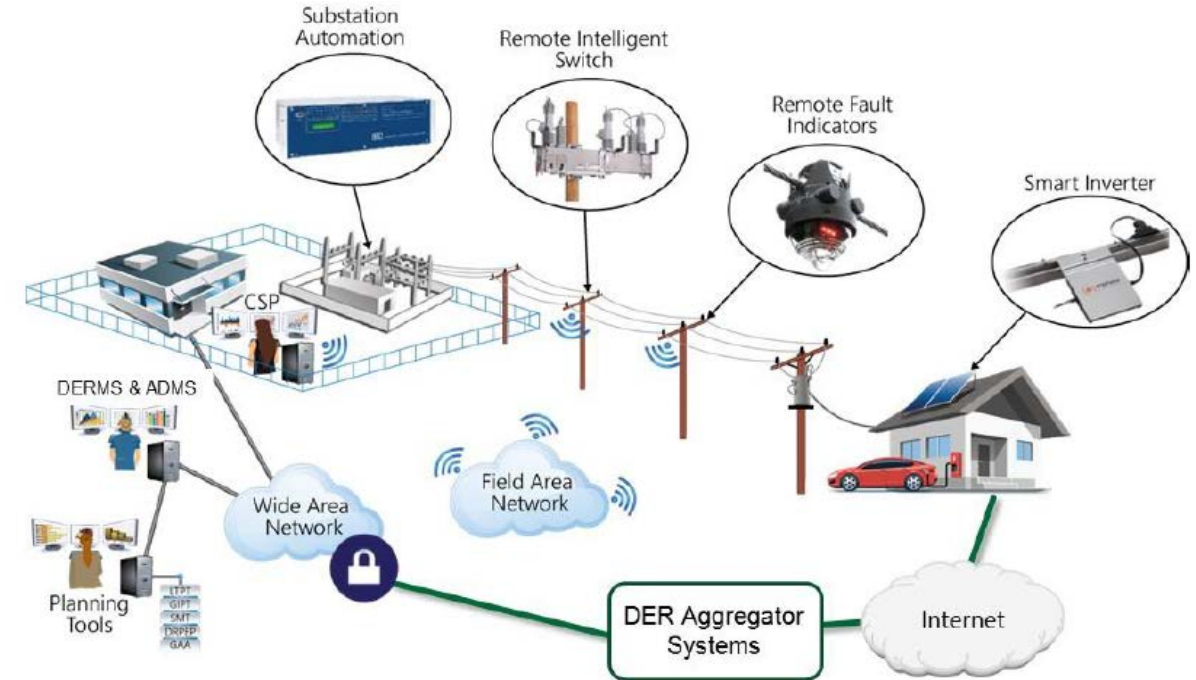 Substation
Automation
Remote Intelligent
Switch
Remote Fault
Indicators
Smart Inverter
CSP
DERMS & ADMS
Wide Area
Network
Field Area
Network
Planning
Tools
LTPT
GIPT
SMT
DRPEP
GAA
DER Aggregator
Systems
Internet